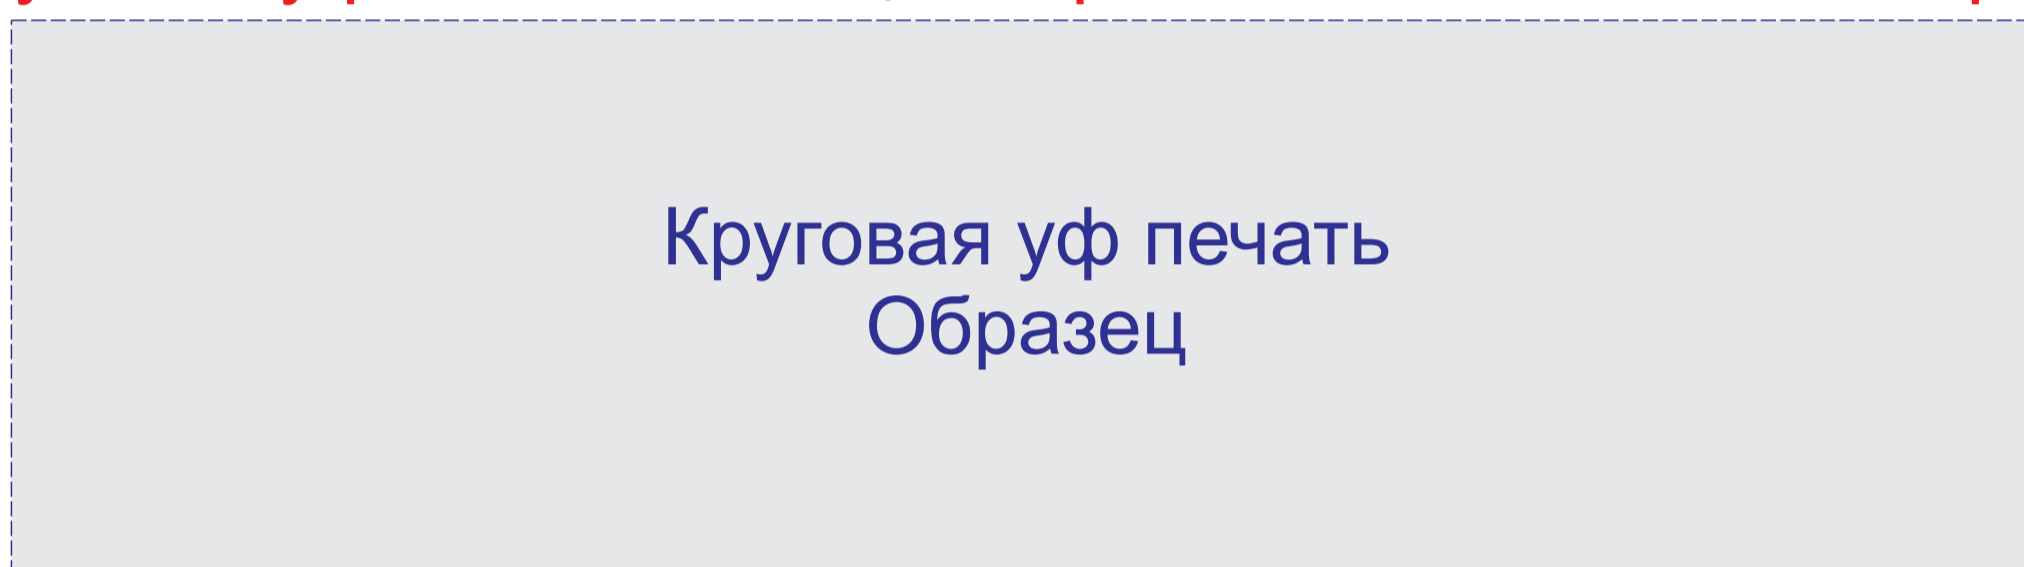 Круговая уф печать
Образец